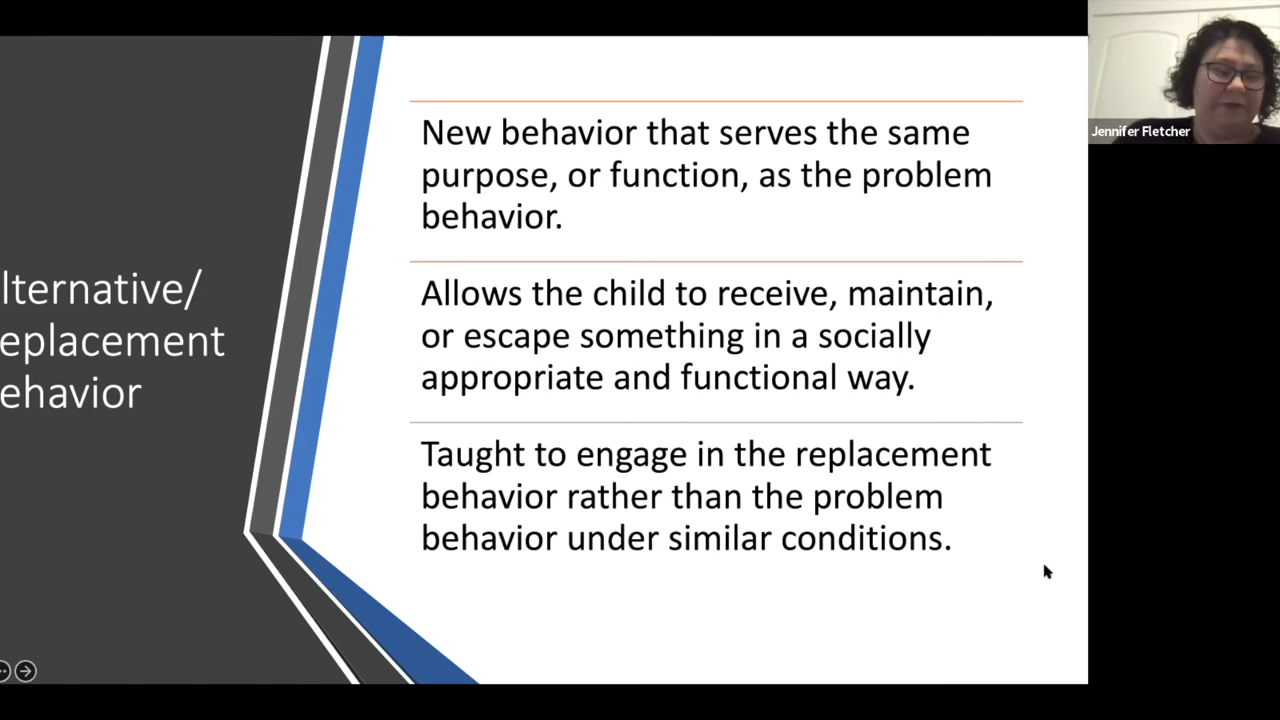 lternative/
eplacement
ehavior
New behavior that serves the same
purpose, or function, as the problem
behavior.
Allows the child to receive, maintain,
or escape something in a socially
appropriate and functional way.
Taught to engage in the replacement
behavior rather than the problem
behavior under similar conditions.
Jennifer Fletcher